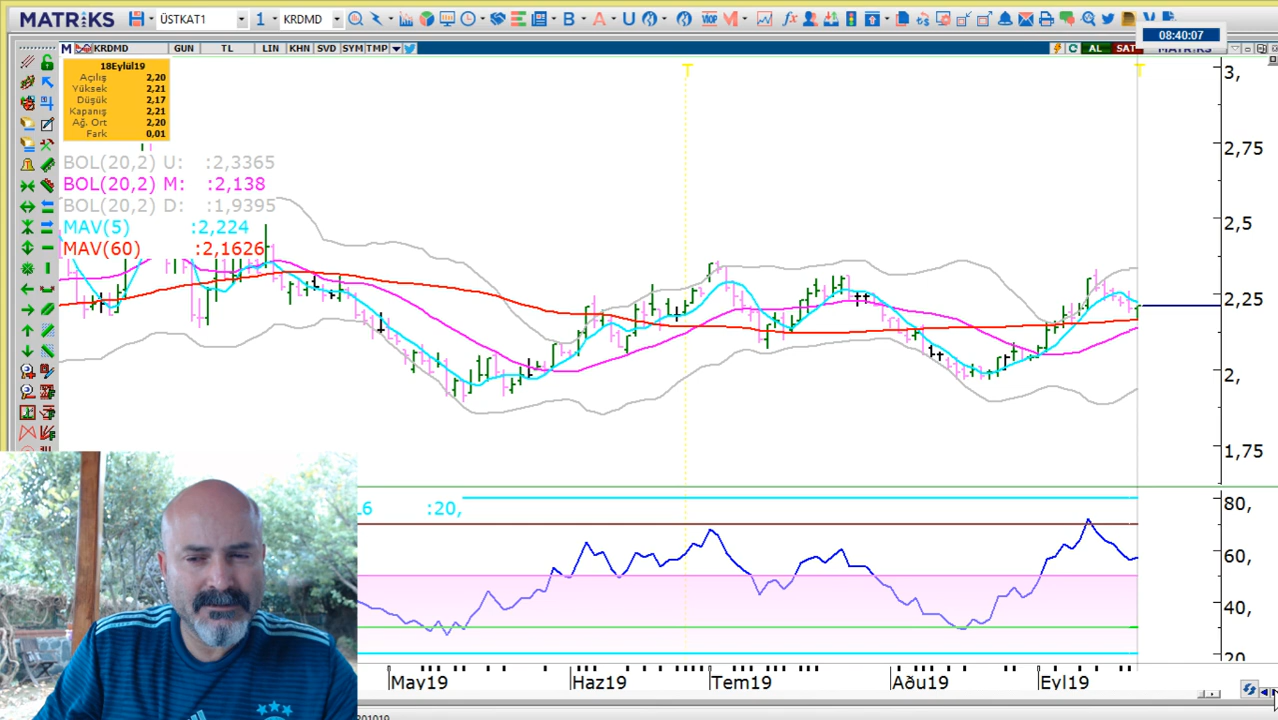 MATRİKS ÜSTKAT1 1 KRDMD
08:40:07
M KRDMD GUN TL LIN KHN SVD SYM TMP AL SAT MATRİKS
18Eylül19
Açılış 2,20
Yüksek 2,21
Düşük 2,17
Kapanış 2,21
Ağ. Ort 2,20
Fark 0,01
BOL(20,2) U: :2,3365
BOL(20,2) M: :2,138
BOL(20,2) D: :1,9395
MAV(5) :2,224
MAV(60) :2,1626
T
T
3,
2,75
2,5
2,25
2,
1,75
:20,
80,
60,
40,
20
May19 Haz19 Tem19 Aðu19 Eyl19